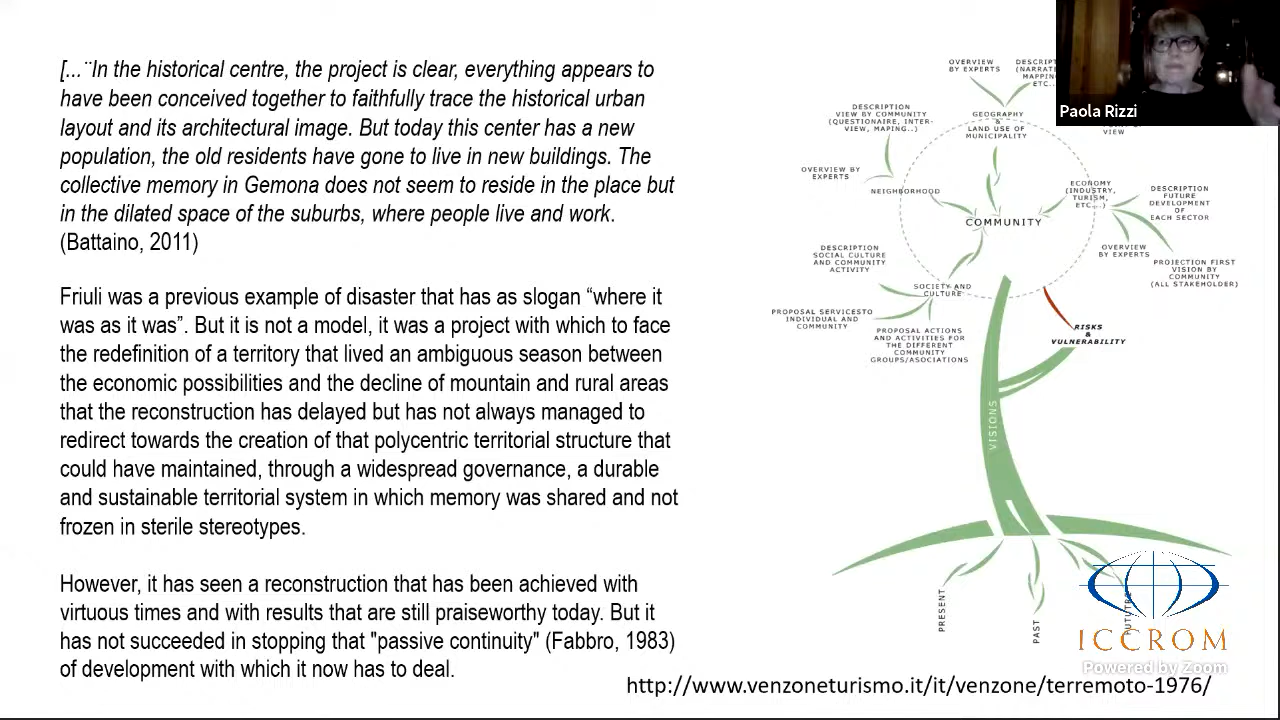 [...¨In the historical centre, the project is clear, everything appears to
have been conceived together to faithfully trace the historical urban
layout and its architectural image. But today this center has a new
population, the old residents have gone to live in new buildings. The
collective memory in Gemona does not seem to reside in the place but
in the dilated space of the suburbs, where people live and work.
(Battaino, 2011)
Friuli was a previous example of disaster that has as slogan “where it
was as it was”. But it is not a model, it was a project with which to face
the redefinition of a territory that lived an ambiguous season between
the economic possibilities and the decline of mountain and rural areas
that the reconstruction has delayed but has not always managed to
redirect towards the creation of that polycentric territorial structure that
could have maintained, through a widespread governance, a durable
and sustainable territorial system in which memory was shared and not
frozen in sterile stereotypes.
However, it has seen a reconstruction that has been achieved with
virtuous times and with results that are still praiseworthy today. But it
has not succeeded in stopping that "passive continuity" (Fabbro, 1983)
of development with which it now has to deal.
http://www.venzoneturismo.it/it/venzone/terremoto-1976/
Paola Rizzi
OVERVIEW
BY EXPERTS
MAPPING
ETC..
VIEW
GEOGRAPHY
&
LAND USE OF
MUNICIPALITY
DESCRIPTION
VIEW BY COMMUNITY
(QUESTIONAIRE, INTER-
VIEW, MAPING..)
OVERVIEW BY
EXPERTS
NEIGHBORHOOD
COMMUNITY
ECONOMY
(INDUSTRY,
TURISM,
ETC...)
DESCRIPTION
FUTURE
DEVELOPMENT
OF
EACH SECTOR
OVERVIEW
BY EXPERTS
PROJECTION FIRST
VISION BY
COMMUNITY
(ALL STAKEHOLDER)
DESCRIPTION
SOCIAL CULTURE
AND COMMUNITY
ACTIVITY
SOCIETY AND
CULTURE
PROPOSAL SERVICESTO
INDIVIDUAL AND
COMMUNITY
PROPOSAL ACTIONS
AND ACTIVITIES FOR
THE DIFFERENT
COMMUNITY
GROUPS/ASOCIATIONS
RISKS
&
VULNERABILITY
VISIONS
PRESENT
PAST
ICCROM
Powered by Zoom